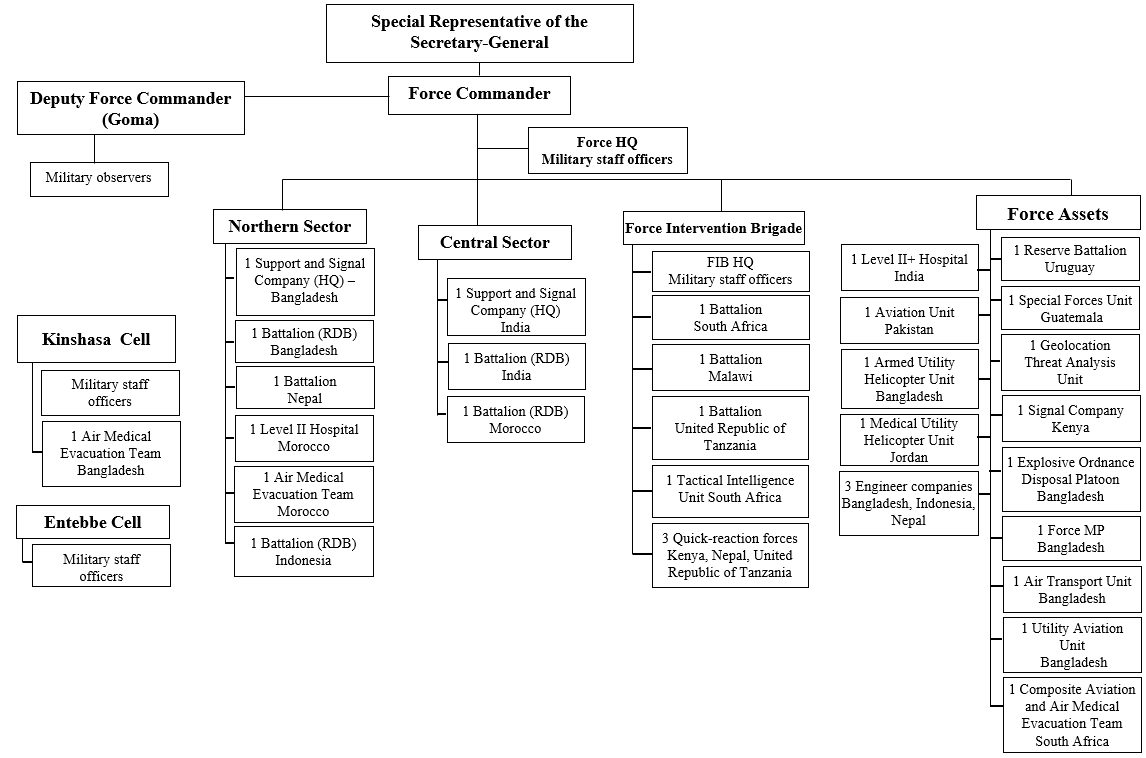 Special Representative of the
Secretary-General
Force Commander
Deputy Force Commander
(Goma)
Military observers
Force HQ
Military staff officers
Kinshasa Cell
Military staff
officers
1 Air Medical
Evacuation Team
Bangladesh
Entebbe Cell
Military staff
officers
Northern Sector
1 Support and Signal
Company (HQ) –
Bangladesh
1 Battalion (RDB)
Bangladesh
1 Battalion
Nepal
1 Level II Hospital
Morocco
1 Air Medical
Evacuation Team
Morocco
1 Battalion (RDB)
Indonesia
Central Sector
1 Support and Signal
Company (HQ)
India
1 Battalion (RDB)
India
1 Battalion (RDB)
Morocco
Force Intervention Brigade
FIB HQ
Military staff officers
1 Battalion
South Africa
1 Battalion
Malawi
1 Battalion
United Republic of
Tanzania
1 Tactical Intelligence
Unit South Africa
3 Quick-reaction forces
Kenya, Nepal, United
Republic of Tanzania
Force Assets
1 Level II+ Hospital
India
1 Aviation Unit
Pakistan
1 Armed Utility
Helicopter Unit
Bangladesh
1 Medical Utility
Helicopter Unit
Jordan
3 Engineer companies
Bangladesh, Indonesia,
Nepal
1 Reserve Battalion
Uruguay
1 Special Forces Unit
Guatemala
1 Geolocation
Threat Analysis
Unit
1 Signal Company
Kenya
1 Explosive Ordnance
Disposal Platoon
Bangladesh
1 Force MP
Bangladesh
1 Air Transport Unit
Bangladesh
1 Utility Aviation
Unit
Bangladesh
1 Composite Aviation
and Air Medical
Evacuation Team
South Africa